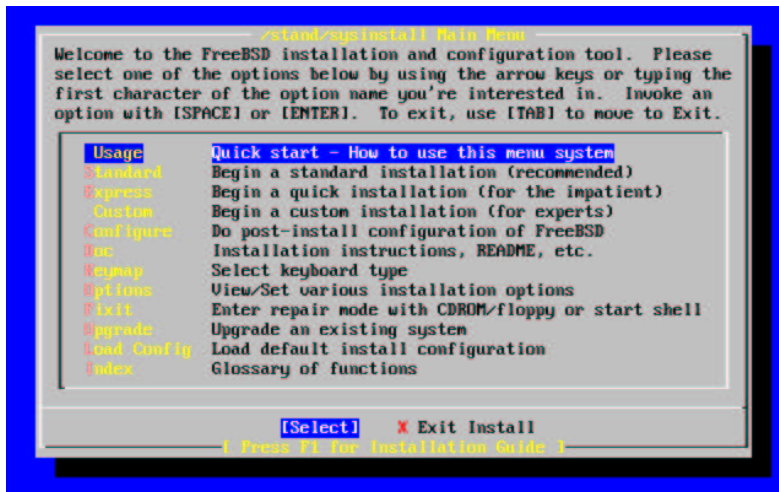 /stand/sysinstall Main Menu
Welcome to the FreeBSD installation and configuration tool.  Please
select one of the options below by using the arrow keys or typing the
first character of the option name you're interested in.  Invoke an
option with [SPACE] or [ENTER].  To exit, use [TAB] to move to Exit.
Usage Quick start - How to use this menu system
Standard Begin a standard installation (recommended)
Express Begin a quick installation (for the impatient)
Custom Begin a custom installation (for experts)
Configure Do post-install configuration of FreeBSD
Doc Installation instructions, README, etc.
Keymap Select keyboard type
Options View/Set various installation options
Fixit Enter repair mode with CDROM/floppy or start shell
Upgrade Upgrade an existing system
Load Config Load default install configuration
Index Glossary of functions
[Select] X Exit Install
[ Press F1 for Installation Guide ]